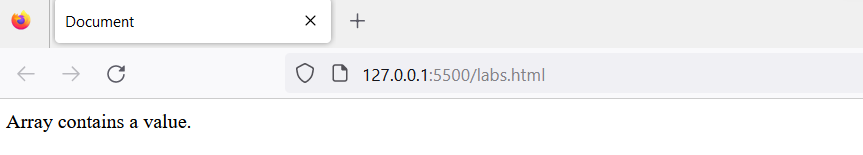 Document
127.0.0.1:5500/labs.html
Array contains a value.